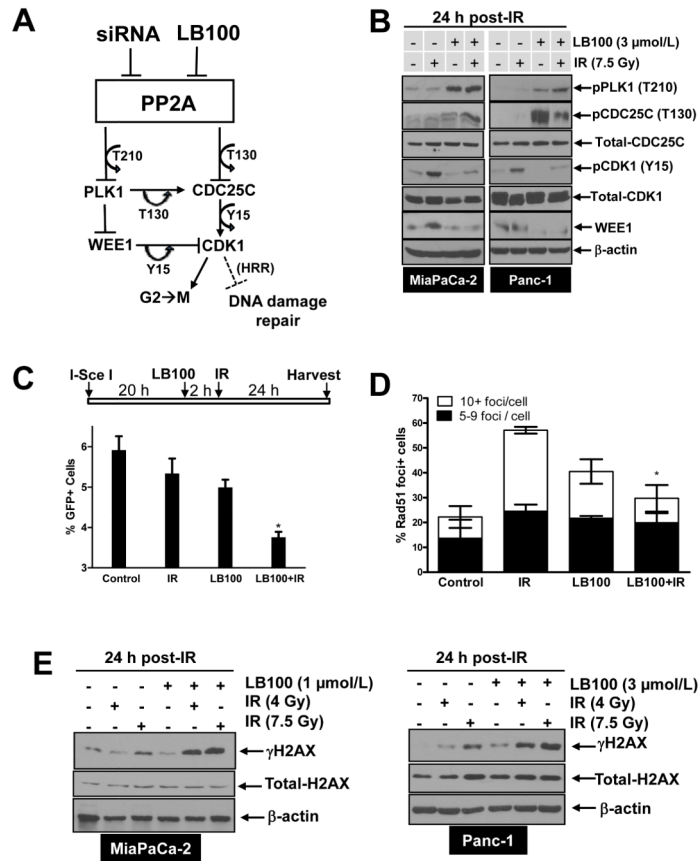 A
siRNA LB100
PP2A
T210 T130
PLK1 CDC25C
T130 Y15
WEE1 CDK1
Y15 (HRR)
G2→M DNA damage
repair
B
24 h post-IR
- - + + - - + + LB100 (3 µmol/L)
- + - + - + - + IR (7.5 Gy)
pPLK1 (T210)
pCDC25C (T130)
Total-CDC25C
pCDK1 (Y15)
Total-CDK1
WEE1
β-actin
MiaPaCa-2 Panc-1
C
I-Sce I LB100 IR Harvest
20 h 2 h 24 h
% GFP+ Cells
6
5
4
3
*
Control IR LB100 LB100+IR
D
10+ foci/cell
5-9 foci / cell
% Rad51 foci+ cells
70
60
50
40
30
20
10
0
*
Control IR LB100 LB100+IR
E
24 h post-IR
- - - + + + LB100 (1 µmol/L)
- + - - + - IR (4 Gy)
- - + - - + IR (7.5 Gy)
γH2AX
Total-H2AX
β-actin
MiaPaCa-2
24 h post-IR
- - - + + + LB100 (3 µmol/L)
- + - - + - IR (4 Gy)
- - + - - + IR (7.5 Gy)
γH2AX
Total-H2AX
β-actin
Panc-1